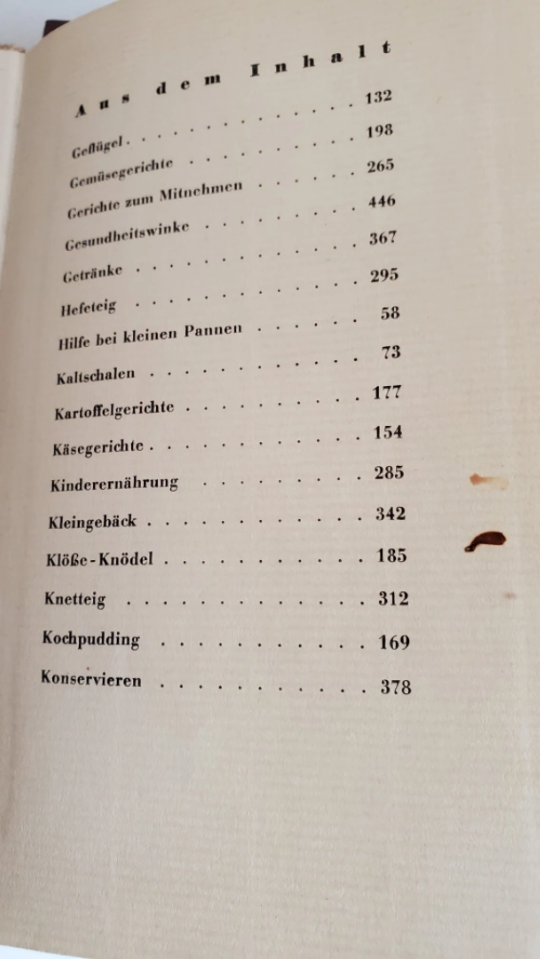 Aus dem Inhalt
Geflügel . . . . . . . . . . . . 132
Gemüsegerichte . . . . . . . . . 198
Gerichte zum Mitnehmen . . . . . . 265
Gesundheitswinke . . . . . . . . 446
Getränke . . . . . . . . . . . 367
Hefeteig . . . . . . . . . . . 295
Hilfe bei kleinen Pannen . . . . . . 58
Kaltschalen . . . . . . . . . . 73
Kartoffelgerichte . . . . . . . . . 177
Käsegerichte . . . . . . . . . . 154
Kinderernährung . . . . . . . . 285
Kleingebäck . . . . . . . . . . . 342
Klöße-Knödel . . . . . . . . . . 185
Knetteig . . . . . . . . . . . 312
Kochpudding . . . . . . . . . . 169
Konservieren . . . . . . . . . . 378